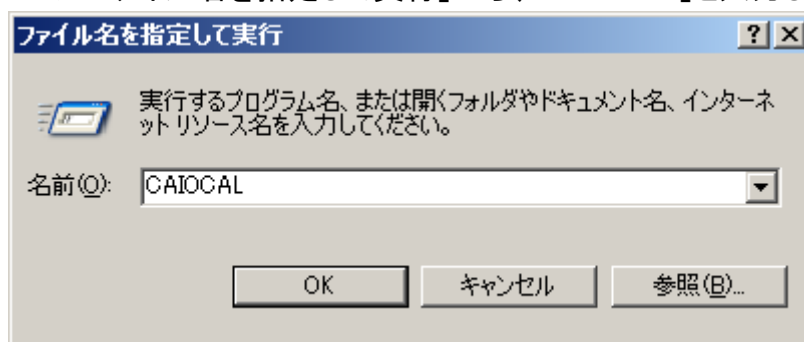 ファイル名を指定して実行
実行するプログラム名、または開くフォルダやドキュメント名、インターネ
ット リソース名を入力してください。
名前(O):
CAIOCAL
OK
キャンセル
参照(B)...